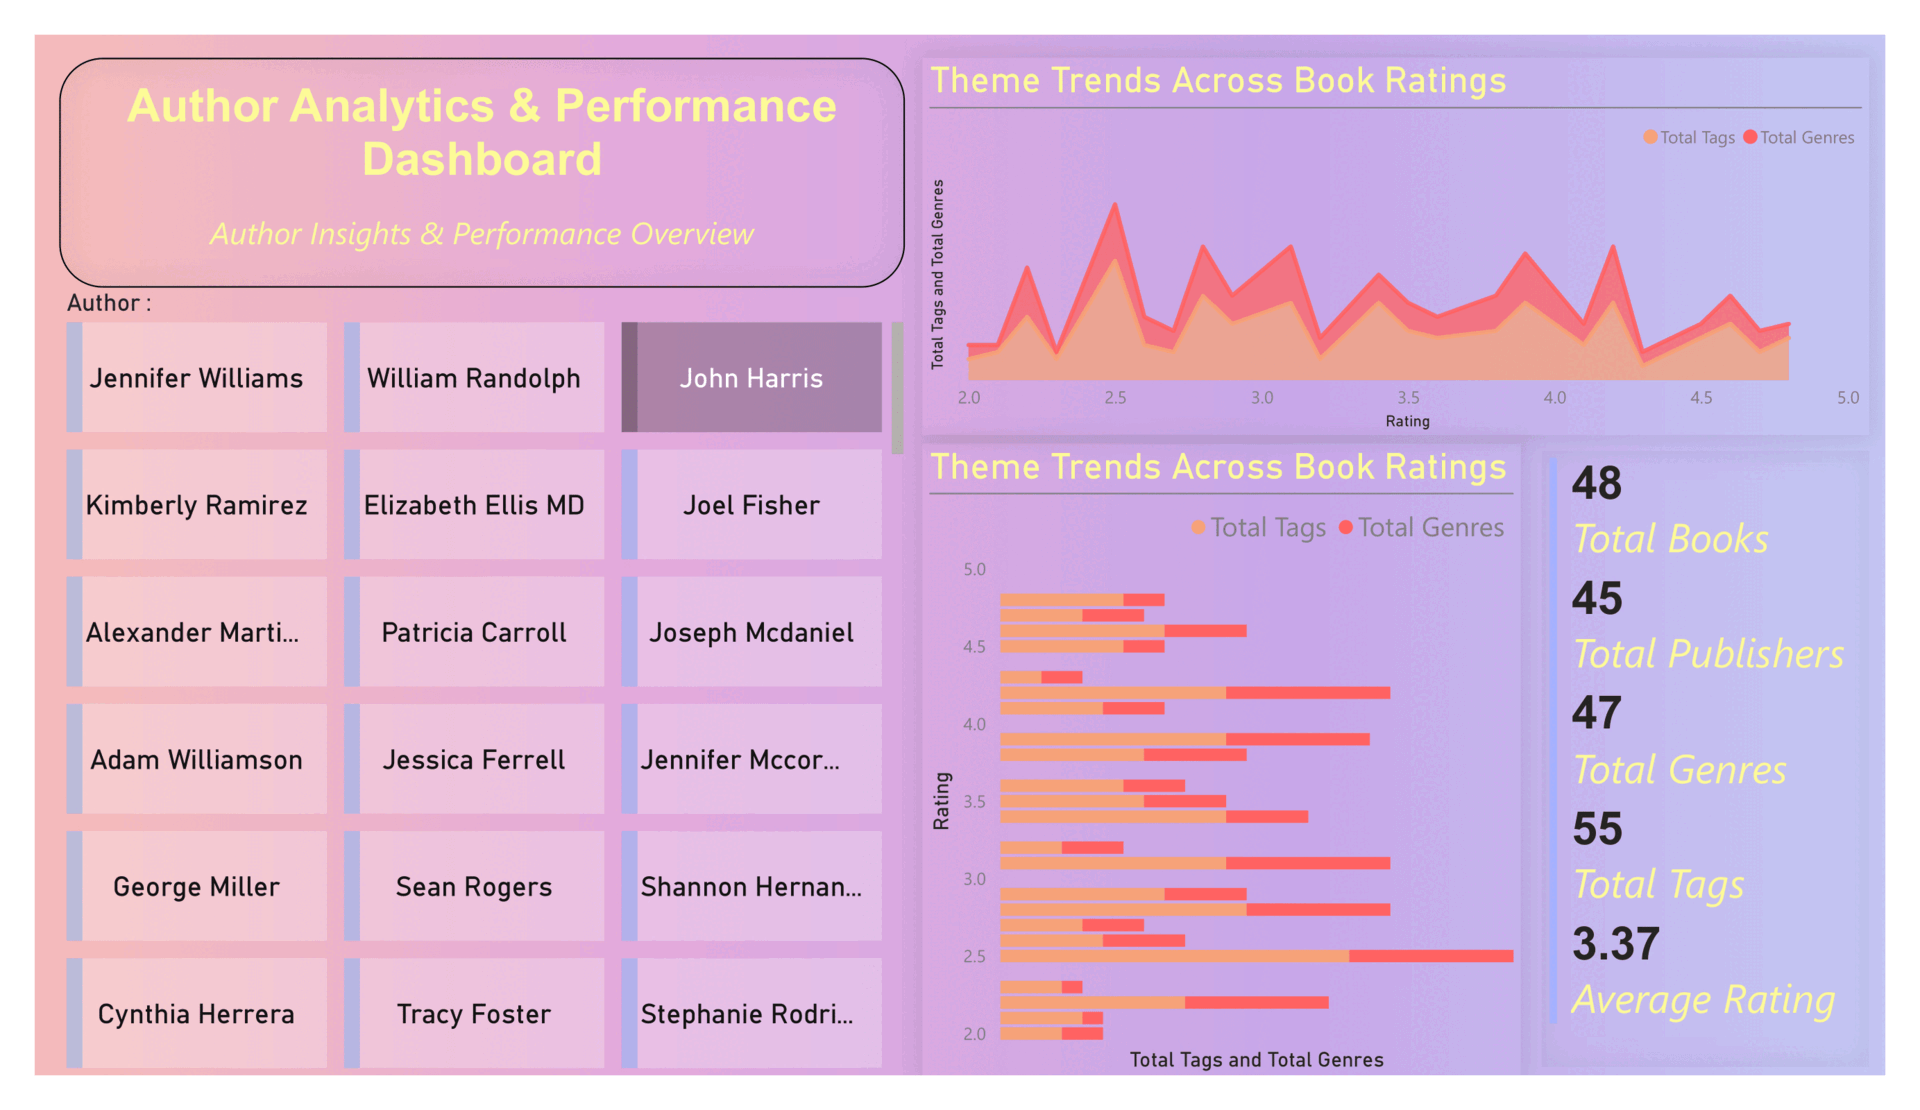 Author Analytics & Performance
Dashboard
Author Insights & Performance Overview
Author :
Jennifer Williams
William Randolph
John Harris
Kimberly Ramirez
Elizabeth Ellis MD
Joel Fisher
Alexander Marti...
Patricia Carroll
Joseph Mcdaniel
Adam Williamson
Jessica Ferrell
Jennifer Mccor...
George Miller
Sean Rogers
Shannon Hernan...
Cynthia Herrera
Tracy Foster
Stephanie Rodri...
Theme Trends Across Book Ratings
Total Tags Total Genres
Total Tags and Total Genres
2.0 2.5 3.0 3.5 4.0 4.5 5.0
Rating
Theme Trends Across Book Ratings
Total Tags Total Genres
5.0
4.5
4.0
3.5
3.0
2.5
2.0
Rating
Total Tags and Total Genres
48
Total Books
45
Total Publishers
47
Total Genres
55
Total Tags
3.37
Average Rating